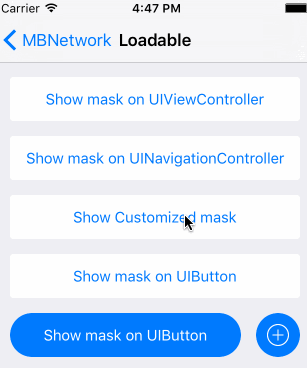 Carrier 4:47 PM
MBNetwork Loadable
Show mask on UIViewController
Show mask on UINavigationController
Show Customized mask
Show mask on UIButton
Show mask on UIButton